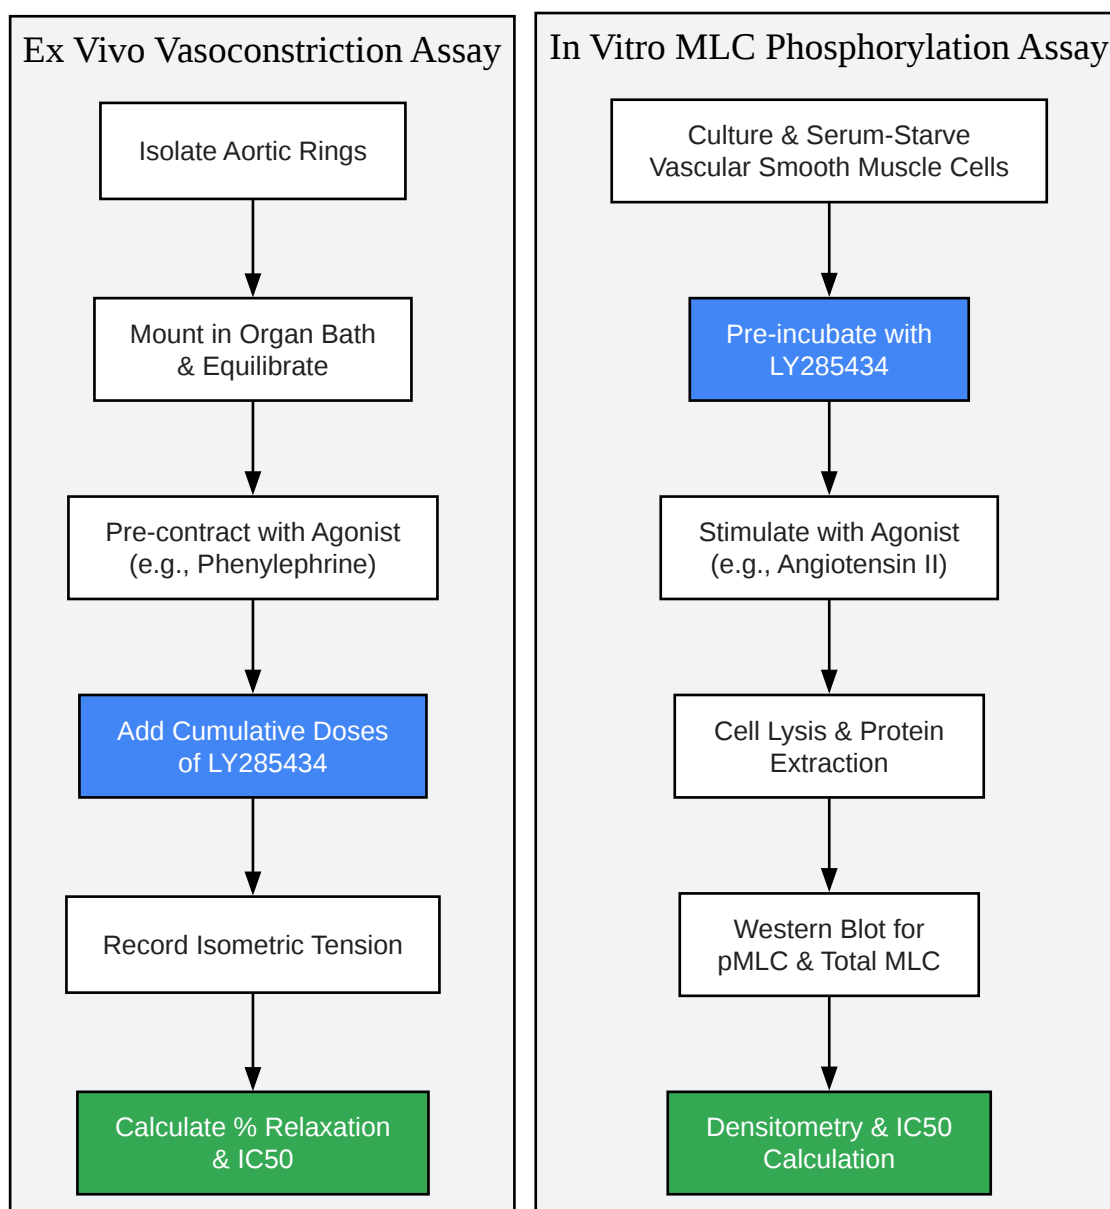 Ex Vivo Vasoconstriction Assay
Isolate Aortic Rings
Mount in Organ Bath
& Equilibrate
Pre-contract with Agonist
(e.g., Phenylephrine)
Add Cumulative Doses
of LY285434
Record Isometric Tension
Calculate % Relaxation
& IC50
In Vitro MLC Phosphorylation Assay
Culture & Serum-Starve
Vascular Smooth Muscle Cells
Pre-incubate with
LY285434
Stimulate with Agonist
(e.g., Angiotensin II)
Cell Lysis & Protein
Extraction
Western Blot for
pMLC & Total MLC
Densitometry & IC50
Calculation